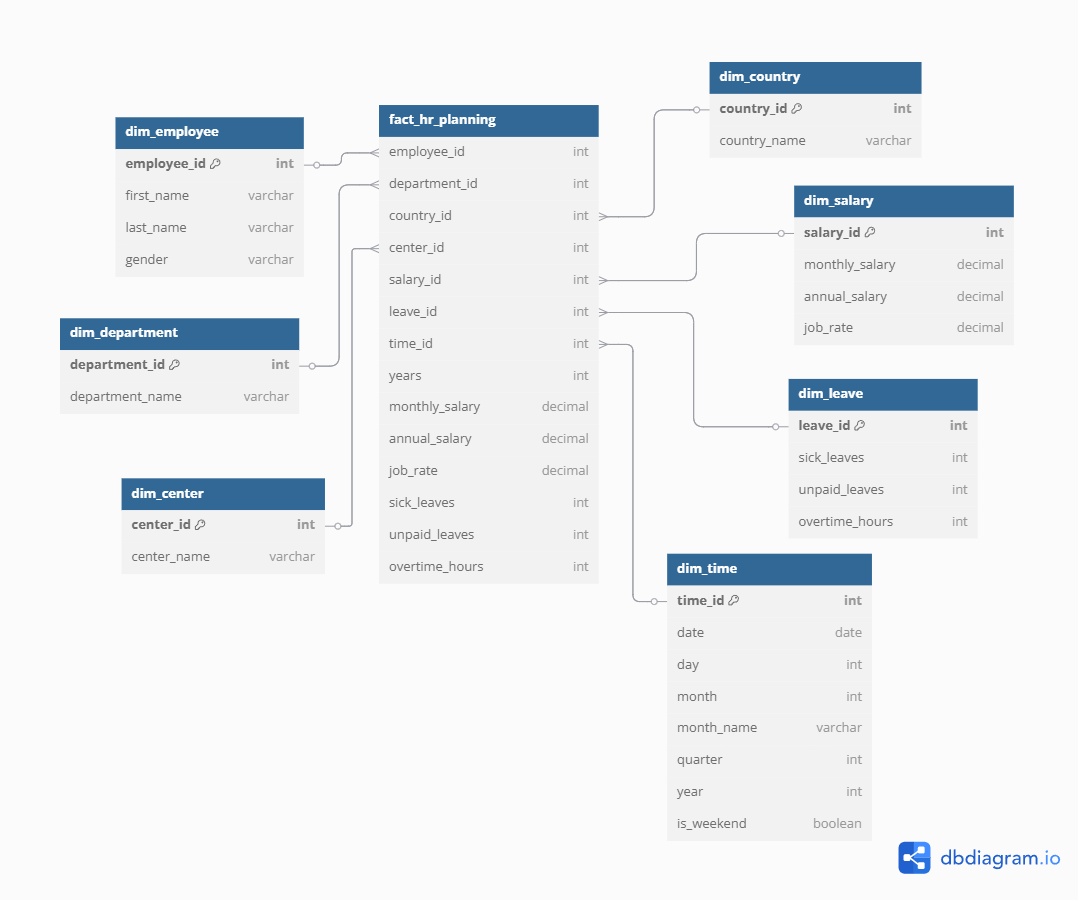 dim_employee
employee_id int
first_name varchar
last_name varchar
gender varchar
dim_department
department_id int
department_name varchar
dim_center
center_id int
center_name varchar
fact_hr_planning
employee_id int
department_id int
country_id int
center_id int
salary_id int
leave_id int
time_id int
years int
monthly_salary decimal
annual_salary decimal
job_rate decimal
sick_leaves int
unpaid_leaves int
overtime_hours int
dim_country
country_id int
country_name varchar
dim_salary
salary_id int
monthly_salary decimal
annual_salary decimal
job_rate decimal
dim_leave
leave_id int
sick_leaves int
unpaid_leaves int
overtime_hours int
dim_time
time_id int
date date
day int
month int
month_name varchar
quarter int
year int
is_weekend boolean
dbdiagram.io